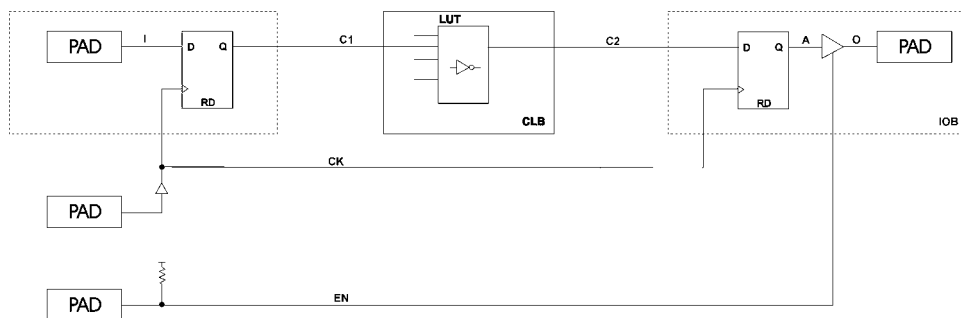 LUT
PAD I D Q C1 C2 D Q A O PAD
RD RD
CLB IOB
CK
PAD
PAD EN